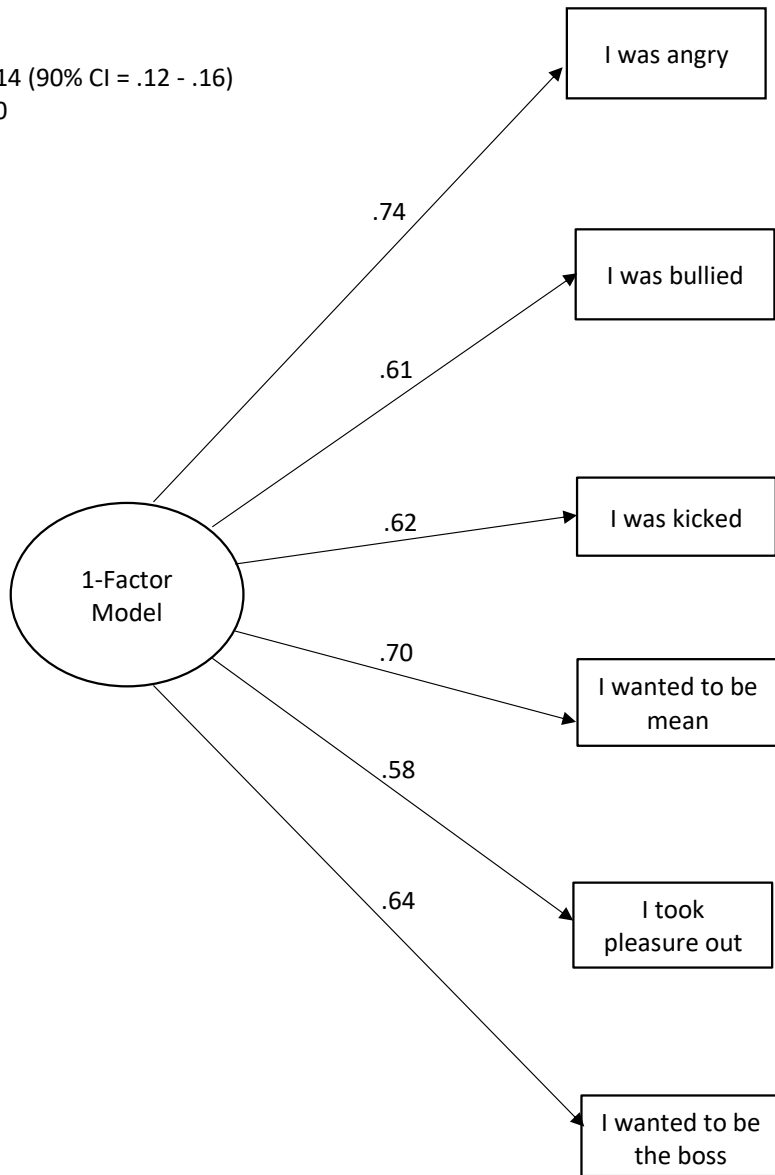 I was angry
14 (90% CI = .12 - .16)
0
.74
I was bullied
.61
I was kicked
.62
1-Factor
Model
.70
I wanted to be
mean
.58
I took
pleasure out
.64
I wanted to be
the boss